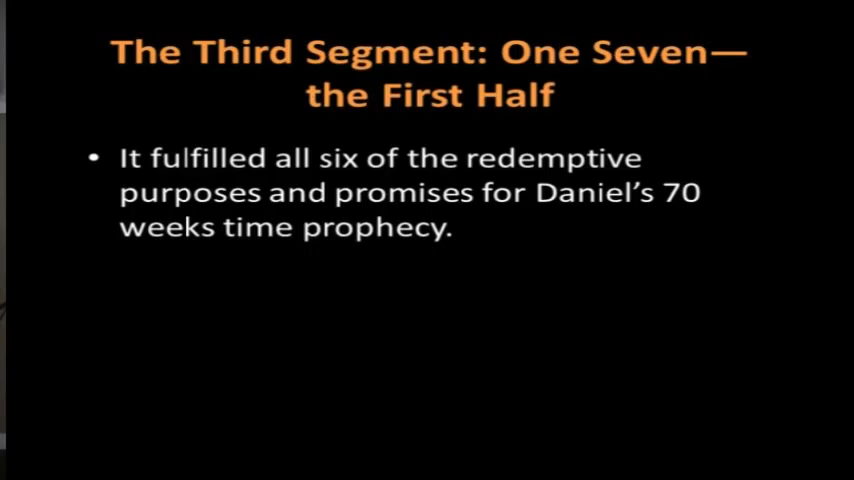 The Third Segment: One Seven—
the First Half
• It fulfilled all six of the redemptive
purposes and promises for Daniel’s 70
weeks time prophecy.